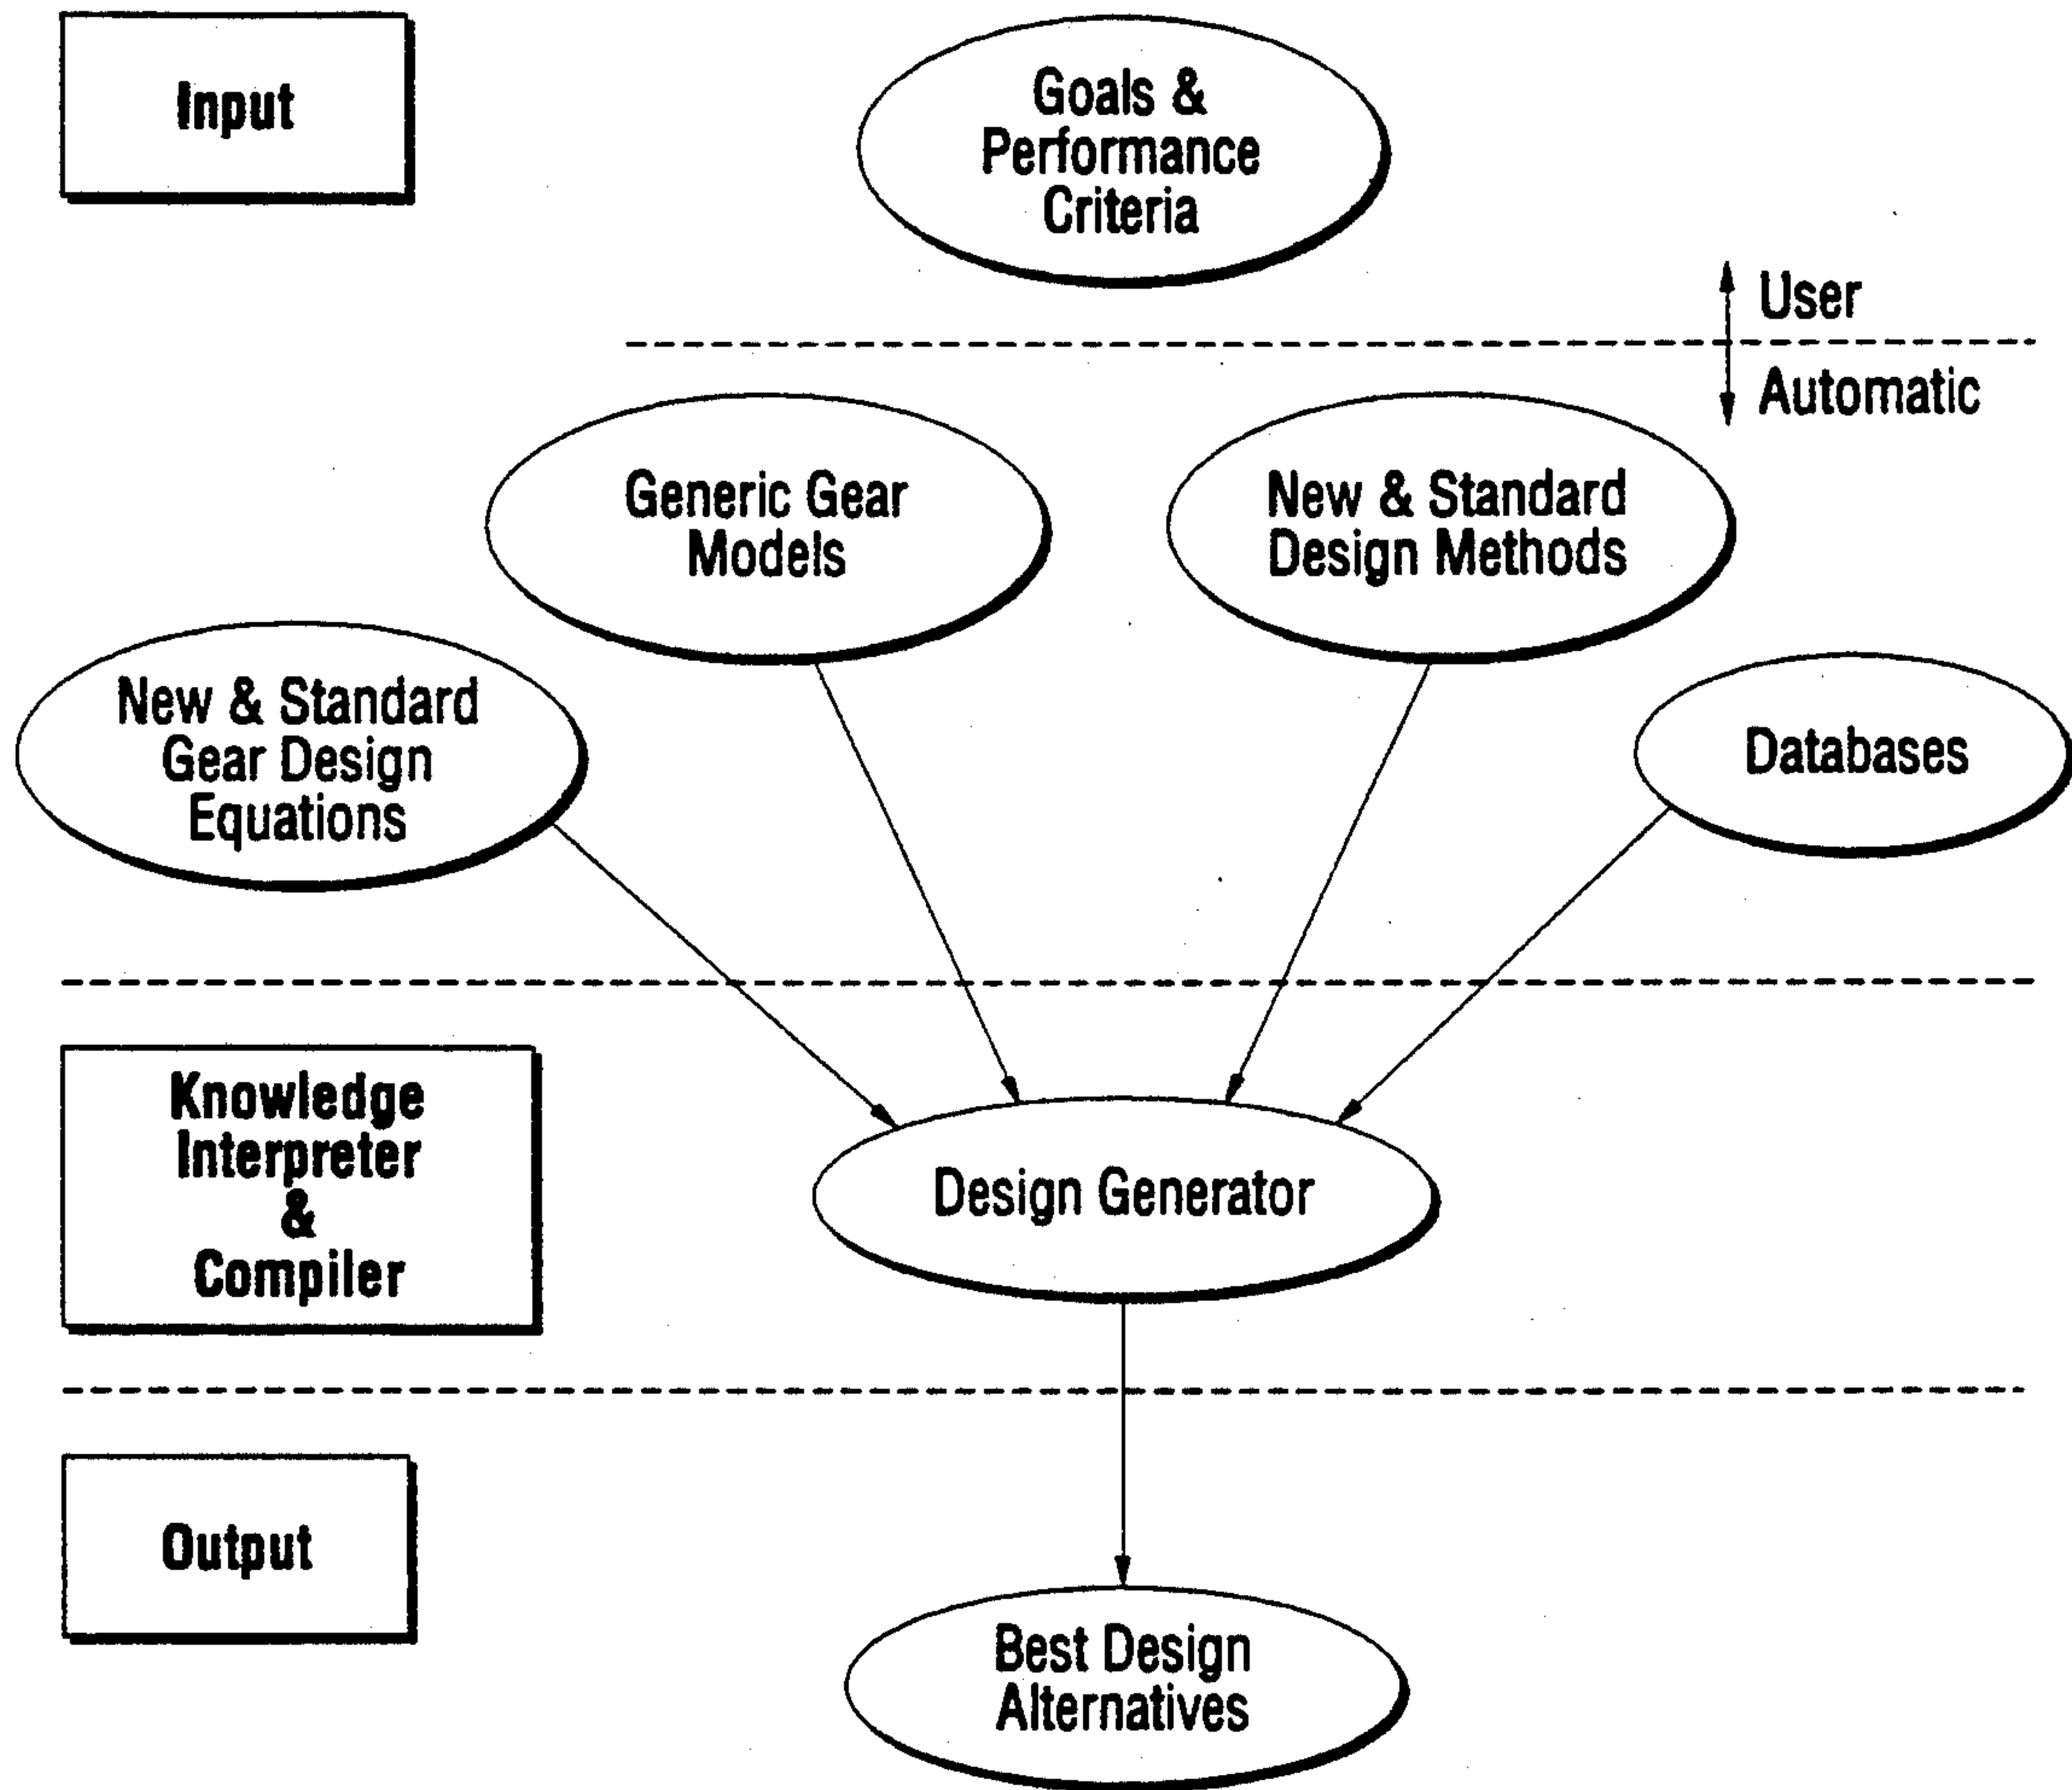 Input
Goals &
Performance
Criteria
User
Automatic
Generic Gear
Models
New & Standard
Design Methods
New & Standard
Gear Design
Equations
Databases
Knowledge
Interpreter
&
Compiler
Design Generator
Output
Best Design
Alternatives